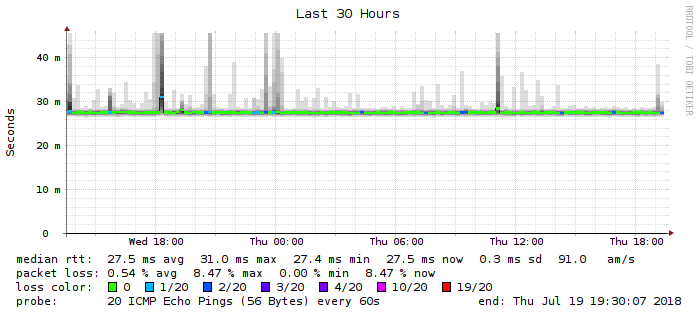 Last 30 Hours
RRDTOOL / TOBI OETIKER
Seconds
40 m
30 m
20 m
10 m
0
Wed 18:00 Thu 00:00 Thu 06:00 Thu 12:00 Thu 18:00
median rtt: 27.5 ms avg 31.0 ms max 27.4 ms min 27.5 ms now 0.3 ms sd 91.0 am/s
packet loss: 0.54 % avg 8.47 % max 0.00 % min 8.47 % now
loss color: 0 1/20 2/20 3/20 4/20 10/20 19/20
probe: 20 ICMP Echo Pings (56 Bytes) every 60s end: Thu Jul 19 19:30:07 2018